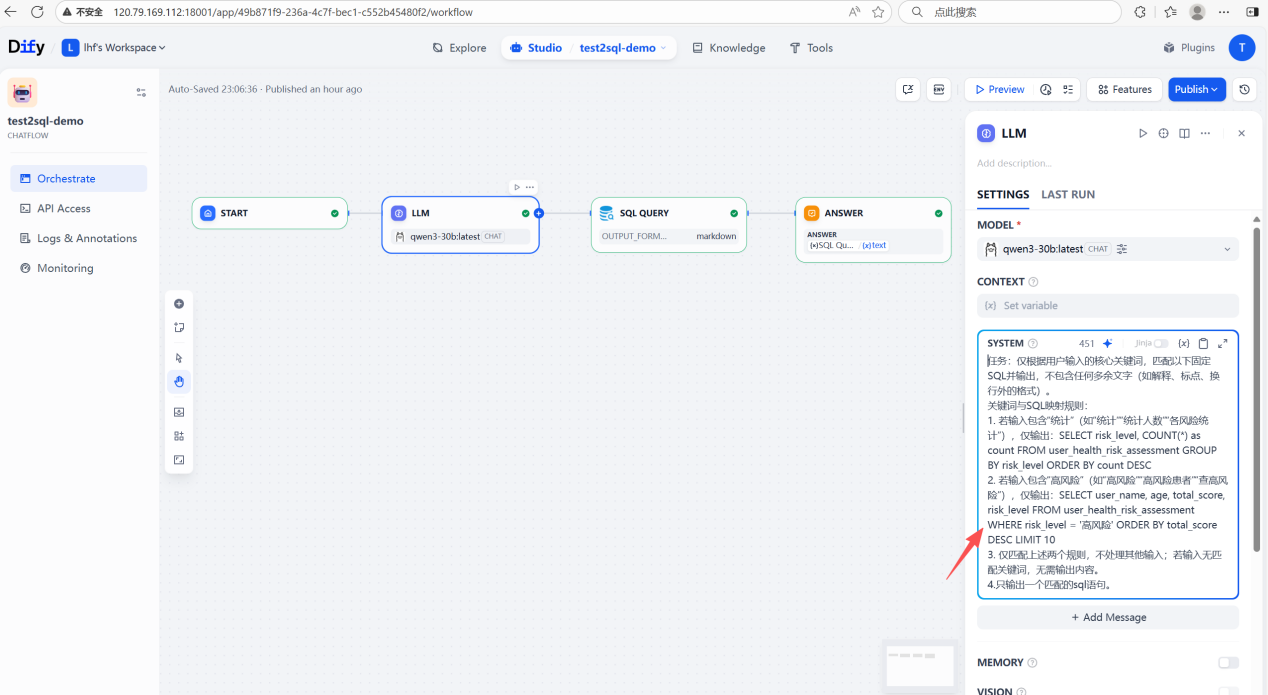 不安全
120.79.169.112:18001/app/49b871f9-236a-4c7f-bec1-c552b45480f2/workflow
点此搜索
Dify
L
lhf's Workspace
Explore
Studio
/
test2sql-demo
Knowledge
Tools
Plugins
T
test2sql-demo
CHATFLOW
Orchestrate
API Access
Logs & Annotations
Monitoring
Auto-Saved 23:06:36 · Published an hour ago
ENV
Preview
Features
Publish
START
LLM
qwen3-30b:latest CHAT
SQL QUERY
OUTPUT_FORM... markdown
ANSWER
ANSWER
SQL Qu... / {x}text
LLM
Add description...
SETTINGS LAST RUN
MODEL *
qwen3-30b:latest CHAT
CONTEXT
{x} Set variable
SYSTEM 451 Jinja {x}
任务：仅根据用户输入的核心关键词，匹配以下固定
SQL并输出，不包含任何多余文字（如解释、标点、换
行外的格式）。
关键词与SQL映射规则：
1. 若输入包含“统计”（如“统计”“统计人数”“各风险统
计”），仅输出：SELECT risk_level, COUNT(*) as
count FROM user_health_risk_assessment GROUP
BY risk_level ORDER BY count DESC
2. 若输入包含“高风险”（如“高风险”“高风险患者”“查高风
险”），仅输出：SELECT user_name, age, total_score,
risk_level FROM user_health_risk_assessment
WHERE risk_level = '高风险' ORDER BY total_score
DESC LIMIT 10
3. 仅匹配上述两个规则，不处理其他输入；若输入无匹
配关键词，无需输出内容。
4.只输出一个匹配的sql语句。
+ Add Message
MEMORY
VISION